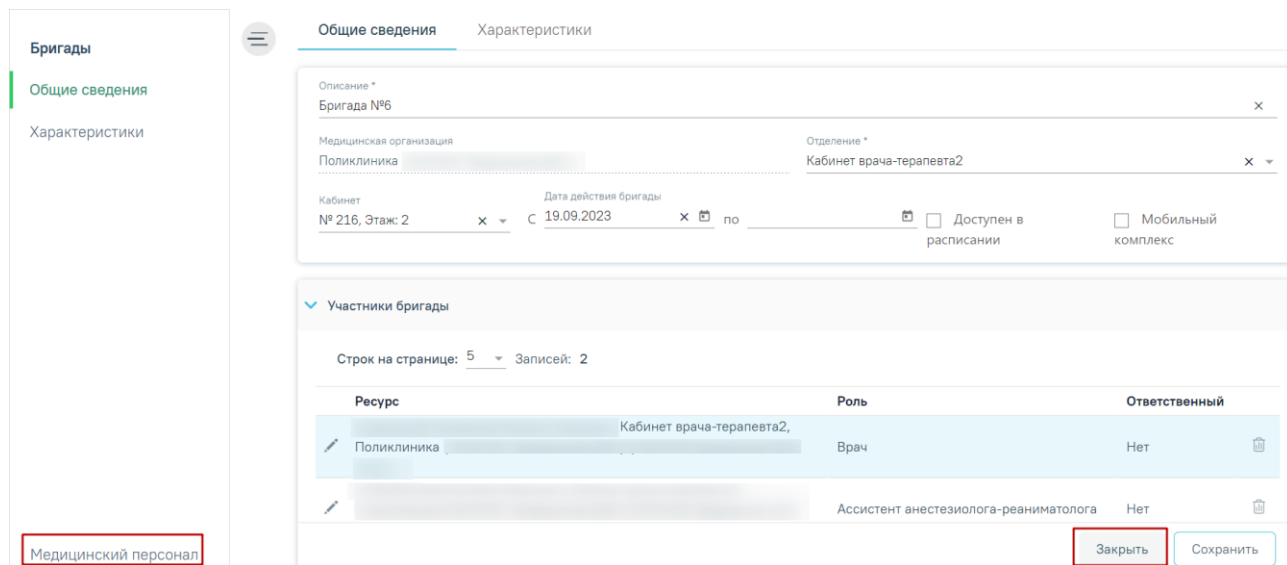 Бригады
Общие сведения
Характеристики
Медицинский персонал
Общие сведения Характеристики
Описание *
Бригада №6
Медицинская организация Отделение *
Поликлиника Кабинет врача-терапевта2
Кабинет Дата действия бригады
№ 216, Этаж: 2 С 19.09.2023 по Доступен в Мобильный
расписании комплекс
Участники бригады
Строк на странице: 5 Записей: 2
Ресурс Роль Ответственный
Кабинет врача-терапевта2,
Поликлиника Врач Нет
Ассистент анестезиолога-реаниматолога Нет
Закрыть Сохранить